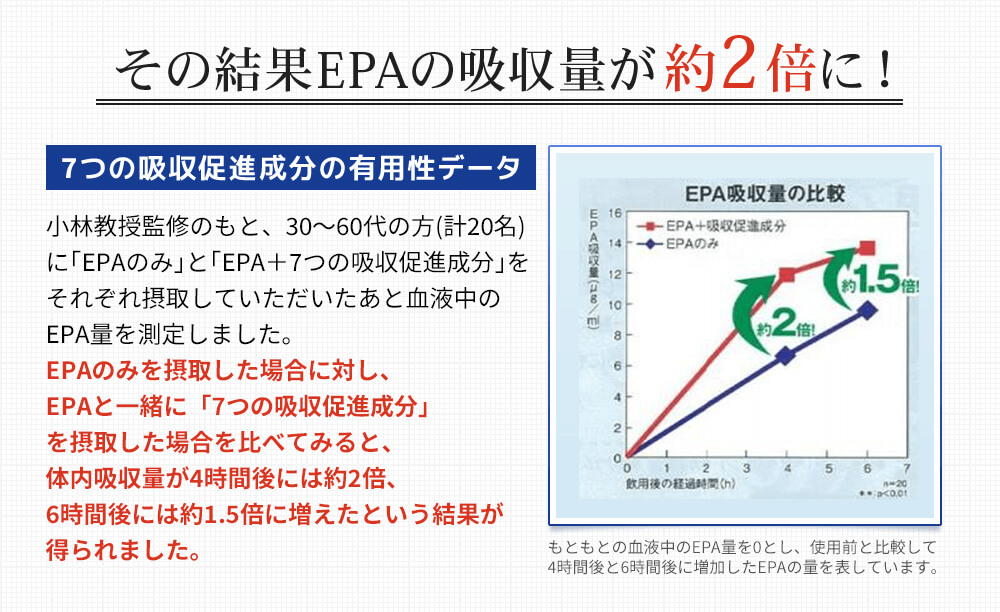 その結果EPAの吸収量が約2倍に!
7つの吸収促進成分の有用性データ
小林教授監修のもと、30〜60代の方(計20名)
に｢EPAのみ｣と｢EPA＋7つの吸収促進成分｣を
それぞれ摂取していただいたあと血液中の
EPA量を測定しました。
EPAのみを摂取した場合に対し、
EPAと一緒に「7つの吸収促進成分」
を摂取した場合を比べてみると、
体内吸収量が4時間後には約2倍、
6時間後には約1.5倍に増えたという結果が
得られました。
EPA吸収量の比較
EPA吸収量(μg/ml)
16
14
12
10
8
6
4
2
0
EPA＋吸収促進成分
EPAのみ
約2倍!
約1.5倍!
0 1 2 3 4 5 6 7
飲用後の経過時間(h)
n=20
**:p<0.01
もともとの血液中のEPA量を0とし、使用前と比較して
4時間後と6時間後に増加したEPAの量を表しています。